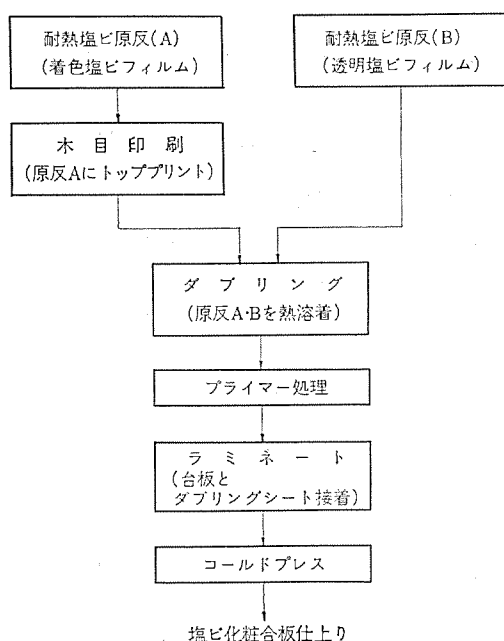 耐熱塩ビ原反(A)
(着色塩ビフィルム)
耐熱塩ビ原反(B)
(透明塩ビフィルム)
木目印刷
(原反Aにトッププリント)
ダブリング
(原反A・Bを熱溶着)
プライマー処理
ラミネート
(台板と
ダブリングシート接着)
コールドプレス
塩ビ化粧合板仕上り